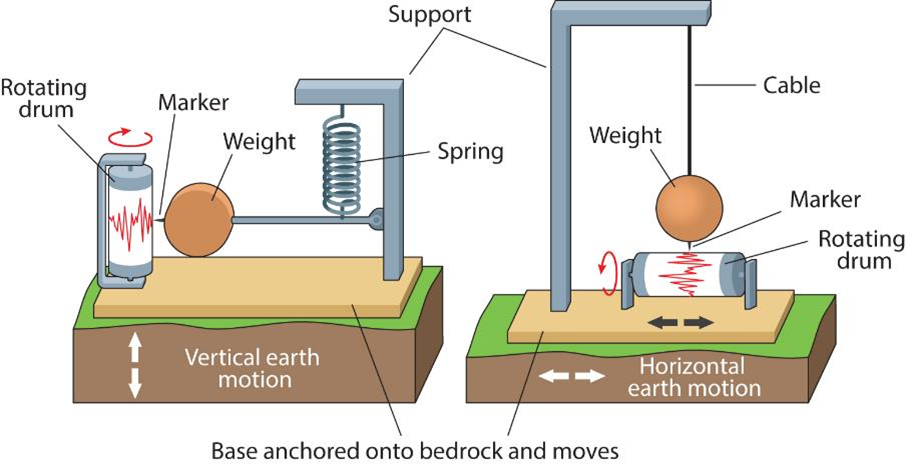 Support
Rotating
drum
Marker
Weight
Spring
Vertical earth
motion
Cable
Weight
Marker
Rotating
drum
Horizontal
earth motion
Base anchored onto bedrock and moves